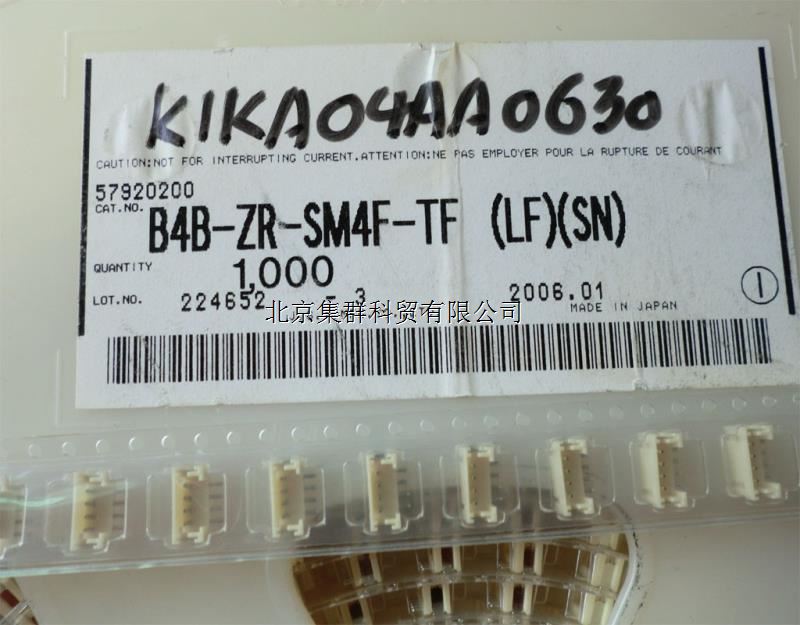 K1KA04AA0630
CAUTION:NOT FOR INTERRUPTING CURRENT.ATTENTION:NE PAS EMPLOYER POUR LA RUPTURE DE COURANT
57920200
CAT.NO. B4B-ZR-SM4F-TF (LF)(SN)
QUANTITY 1,000
LOT.NO. 224652 - 3 2006.01
MADE IN JAPAN
北京集群科贸有限公司